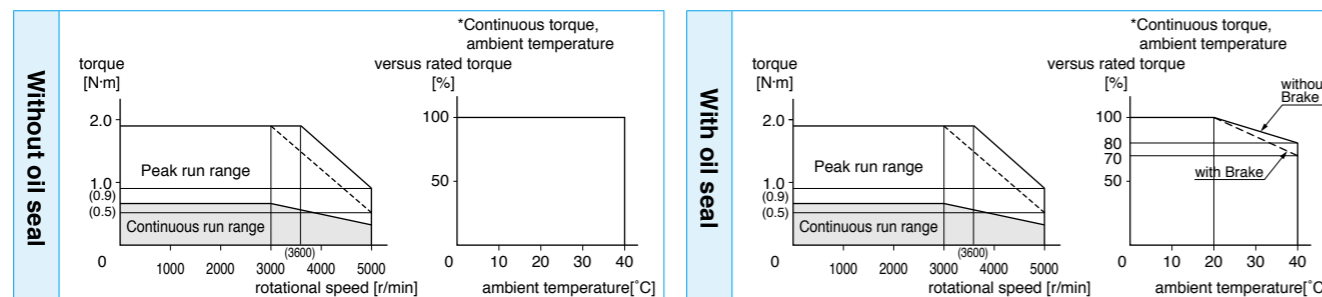 Without oil seal
*Continuous torque,
ambient temperature
torque
[N·m]
versus rated torque
[%]
2.0
1.0
(0.9)
(0.5)
0
Peak run range
Continuous run range
1000
2000
3000
(3600)
4000
5000
rotational speed [r/min]
100
50
0
10
20
30
40
ambient temperature[˚C]
With oil seal
*Continuous torque,
ambient temperature
torque
[N·m]
versus rated torque
[%]
2.0
1.0
(0.9)
(0.5)
0
Peak run range
Continuous run range
1000
2000
3000
(3600)
4000
5000
rotational speed [r/min]
without
Brake
100
80
70
50
with Brake
0
10
20
30
40
ambient temperature[˚C]